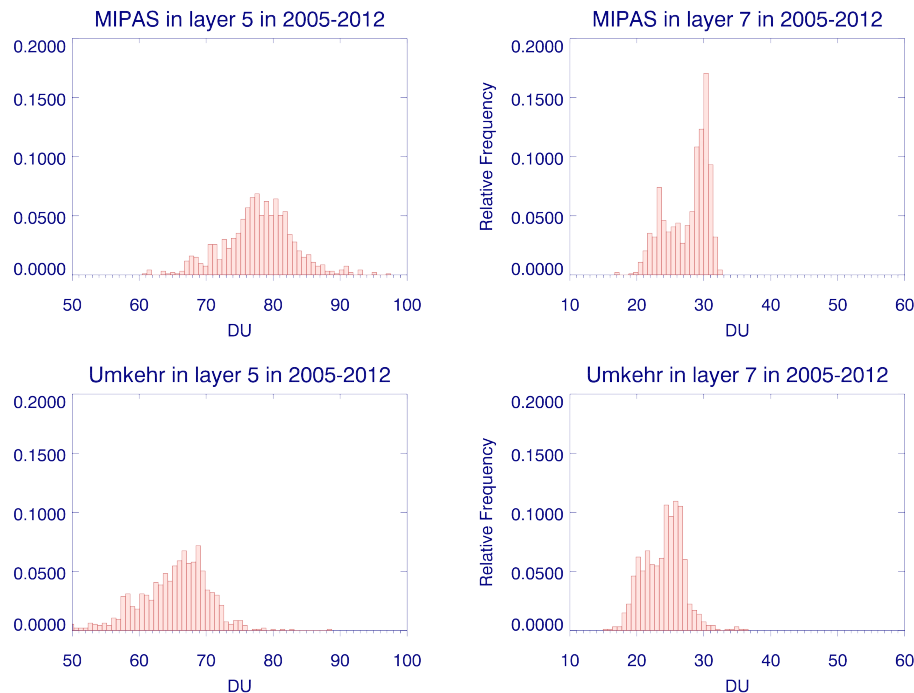 MIPAS in layer 5 in 2005-2012
0.2000
0.1500
0.1000
0.0500
0.0000
50 60 70 80 90 100
DU
MIPAS in layer 7 in 2005-2012
Relative Frequency
0.2000
0.1500
0.1000
0.0500
0.0000
10 20 30 40 50 60
DU
Umkehr in layer 5 in 2005-2012
0.2000
0.1500
0.1000
0.0500
0.0000
50 60 70 80 90 100
DU
Umkehr in layer 7 in 2005-2012
Relative Frequency
0.2000
0.1500
0.1000
0.0500
0.0000
10 20 30 40 50 60
DU